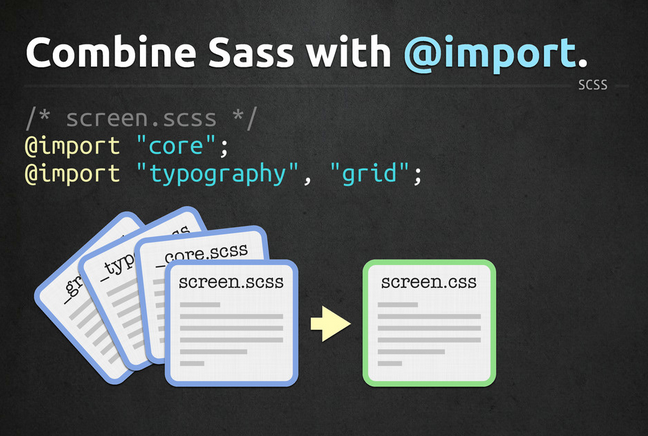 Combine Sass with @import.
SCSS
/* screen.scss */
@import "core";
@import "typography", "grid";
_core.scss
screen.scss
screen.css